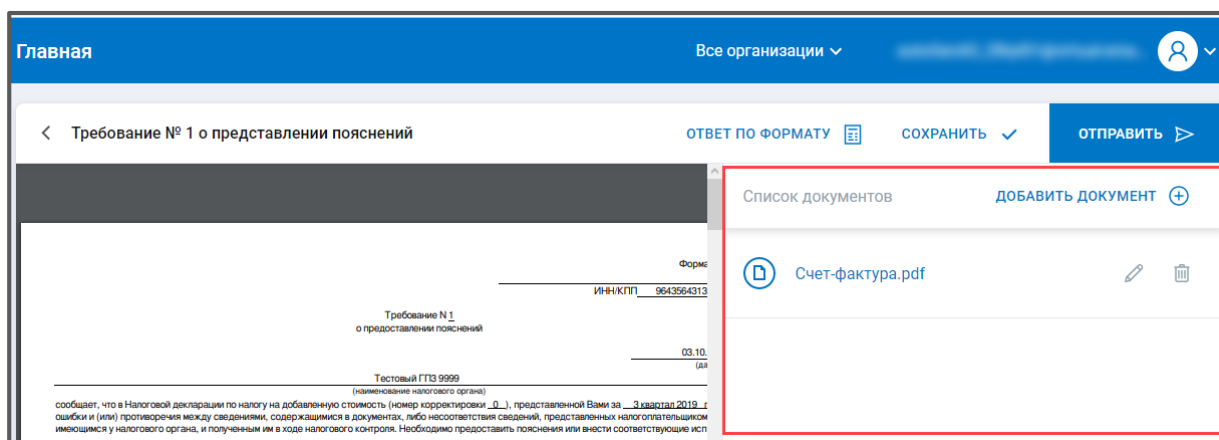 Главная
Все организации
Требование № 1 о представлении пояснений
ОТВЕТ ПО ФОРМАТУ
СОХРАНИТЬ
ОТПРАВИТЬ
Список документов
ДОБАВИТЬ ДОКУМЕНТ
Счет-фактура.pdf
Форма
ИНН/КПП 9643564313
Требование N 1
о предоставлении пояснений
03.10.
(да
Тестовый ГПЗ 9999
(наименование налогового органа)
сообщает, что в Налоговой декларации по налогу на добавленную стоимость (номер корректировки 0 ), представленной Вами за 3 квартал 2019 г
ошибки и (или) противоречия между сведениями, содержащимися в документах, либо несоответствия сведений, представленных налогоплательщиком
имеющимся у налогового органа, и полученным им в ходе налогового контроля. Необходимо предоставить пояснения или внести соответствующие исп